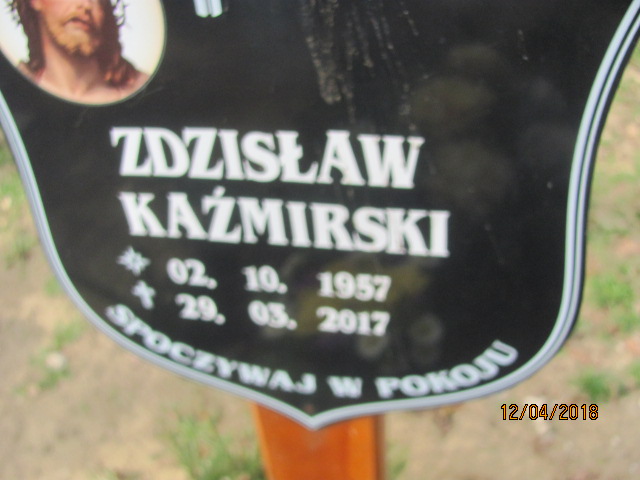 ZDZISŁAW
KAŹMIRSKI
* 02. 10. 1957
✝ 29. 03. 2017
SPOCZYWAJ W POKOJU
12/04/2018